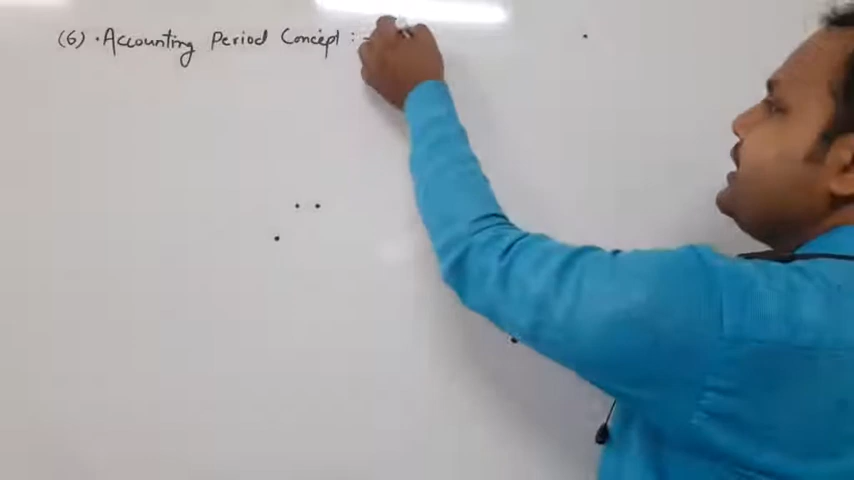 (6) • Accounting Period Concept : -